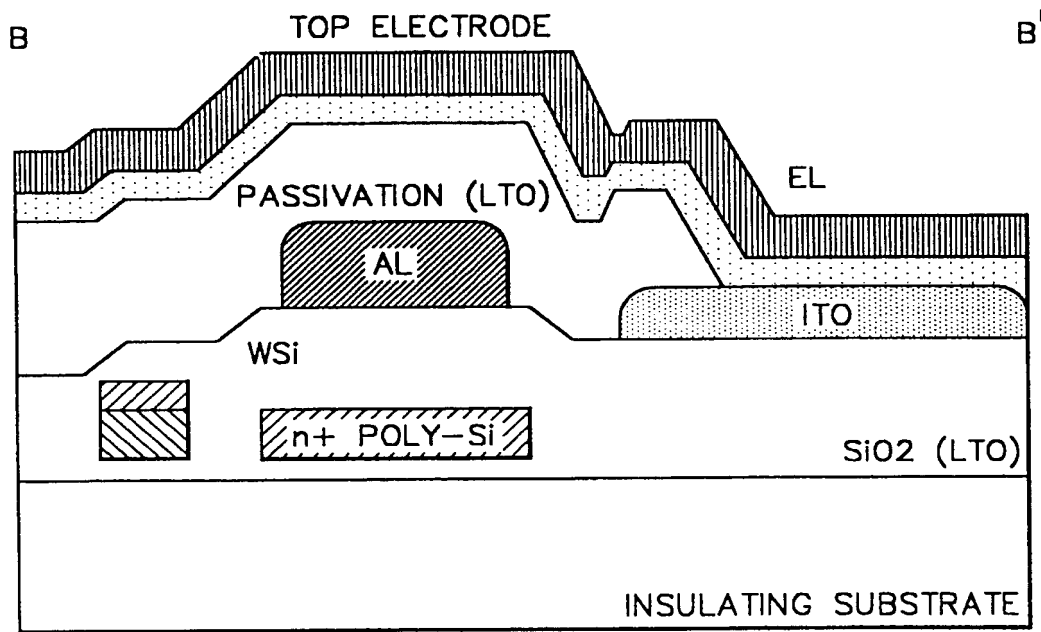 B
TOP ELECTRODE
B'
EL
PASSIVATION (LTO)
AL
ITO
WSi
n+ POLY-Si
SiO2 (LTO)
INSULATING SUBSTRATE